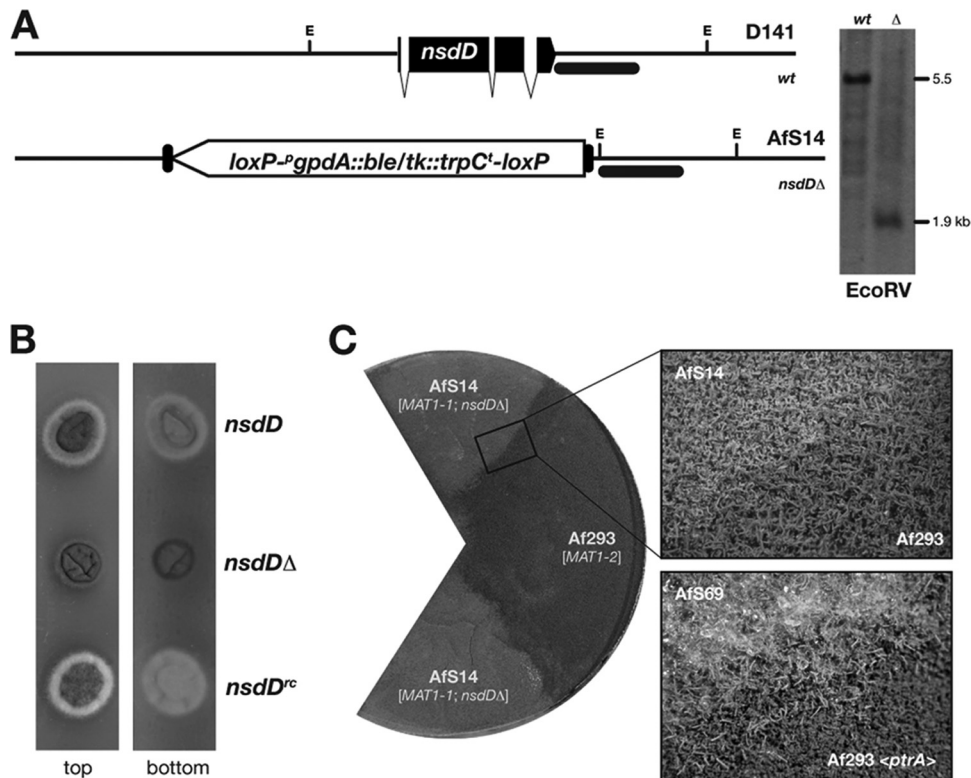 A
E
E
D141
nsdD
wt
E
E
AfS14
loxP-ᵖgpdA::ble/tk::trpCᵗ-loxP
nsdDΔ
wt Δ
5.5
1.9 kb
EcoRV
B
nsdD
nsdDΔ
nsdDʳᶜ
top bottom
C
AfS14
[MAT1-1; nsdDΔ]
Af293
[MAT1-2]
AfS14
[MAT1-1; nsdDΔ]
AfS14
Af293
AfS69
Af293 <ptrA>